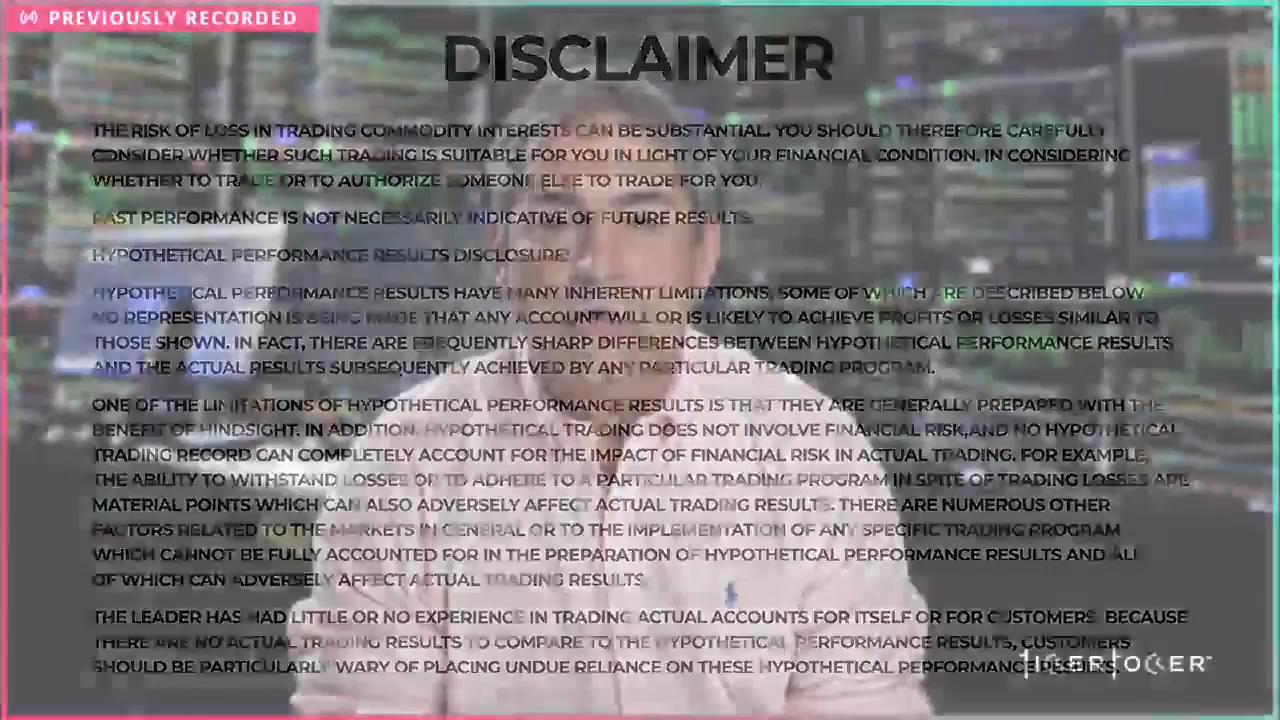 PREVIOUSLY RECORDED
DISCLAIMER
THE RISK OF LOSS IN TRADING COMMODITY INTERESTS CAN BE SUBSTANTIAL. YOU SHOULD THEREFORE CAREFULLY
CONSIDER WHETHER SUCH TRADING IS SUITABLE FOR YOU IN LIGHT OF YOUR FINANCIAL CONDITION. IN CONSIDERING
WHETHER TO TRADE OR TO AUTHORIZE SOMEONE ELSE TO TRADE FOR YOU.
PAST PERFORMANCE IS NOT NECESSARILY INDICATIVE OF FUTURE RESULTS.
HYPOTHETICAL PERFORMANCE RESULTS DISCLOSURE:
HYPOTHETICAL PERFORMANCE RESULTS HAVE MANY INHERENT LIMITATIONS, SOME OF WHICH ARE DESCRIBED BELOW
NO REPRESENTATION IS BEING MADE THAT ANY ACCOUNT WILL OR IS LIKELY TO ACHIEVE PROFITS OR LOSSES SIMILAR TO
THOSE SHOWN. IN FACT, THERE ARE FREQUENTLY SHARP DIFFERENCES BETWEEN HYPOTHETICAL PERFORMANCE RESULTS
AND THE ACTUAL RESULTS SUBSEQUENTLY ACHIEVED BY ANY PARTICULAR TRADING PROGRAM.
ONE OF THE LIMITATIONS OF HYPOTHETICAL PERFORMANCE RESULTS IS THAT THEY ARE GENERALLY PREPARED WITH THE
BENEFIT OF HINDSIGHT. IN ADDITION, HYPOTHETICAL TRADING DOES NOT INVOLVE FINANCIAL RISK,AND NO HYPOTHETICAL
TRADING RECORD CAN COMPLETELY ACCOUNT FOR THE IMPACT OF FINANCIAL RISK IN ACTUAL TRADING. FOR EXAMPLE,
THE ABILITY TO WITHSTAND LOSSES OR TO ADHERE TO A PARTICULAR TRADING PROGRAM IN SPITE OF TRADING LOSSES ARE
MATERIAL POINTS WHICH CAN ALSO ADVERSELY AFFECT ACTUAL TRADING RESULTS. THERE ARE NUMEROUS OTHER
FACTORS RELATED TO THE MARKETS IN GENERAL OR TO THE IMPLEMENTATION OF ANY SPECIFIC TRADING PROGRAM
WHICH CANNOT BE FULLY ACCOUNTED FOR IN THE PREPARATION OF HYPOTHETICAL PERFORMANCE RESULTS AND ALL
OF WHICH CAN ADVERSELY AFFECT ACTUAL TRADING RESULTS.
THE LEADER HAS HAD LITTLE OR NO EXPERIENCE IN TRADING ACTUAL ACCOUNTS FOR ITSELF OR FOR CUSTOMERS. BECAUSE
THERE ARE NO ACTUAL TRADING RESULTS TO COMPARE TO THE HYPOTHETICAL PERFORMANCE RESULTS, CUSTOMERS
SHOULD BE PARTICULARLY WARY OF PLACING UNDUE RELIANCE ON THESE HYPOTHETICAL PERFORMANCE RESULTS.